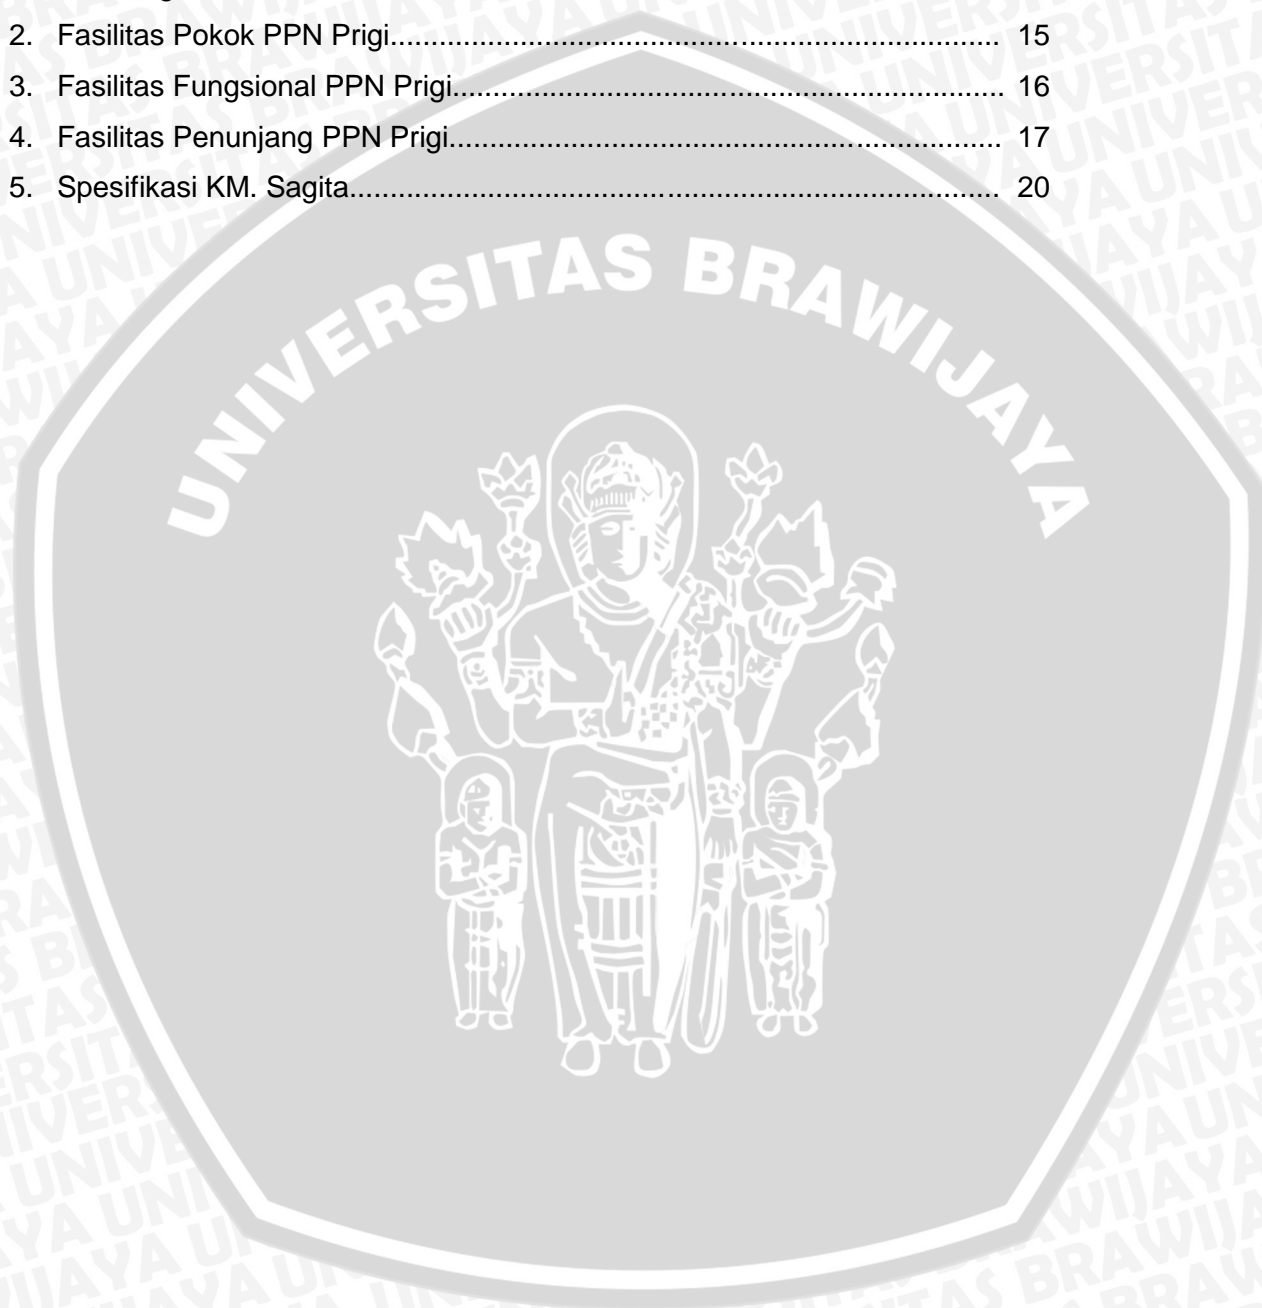 2. Fasilitas Pokok PPN Prigi............................................................................ 15
3. Fasilitas Fungsional PPN Prigi..................................................................... 16
4. Fasilitas Penunjang PPN Prigi..................................................................... 17
5. Spesifikasi KM. Sagita................................................................................. 20
UNIVERSITAS BRAWIJAYA